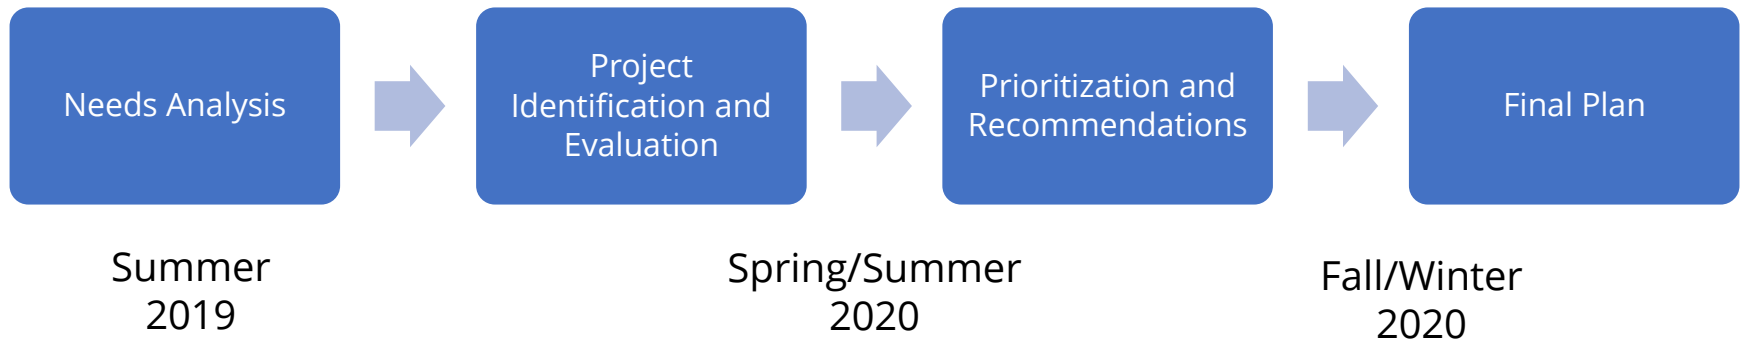 Needs Analysis
Project
Identification and
Evaluation
Prioritization and
Recommendations
Final Plan
Summer
2019
Spring/Summer
2020
Fall/Winter
2020